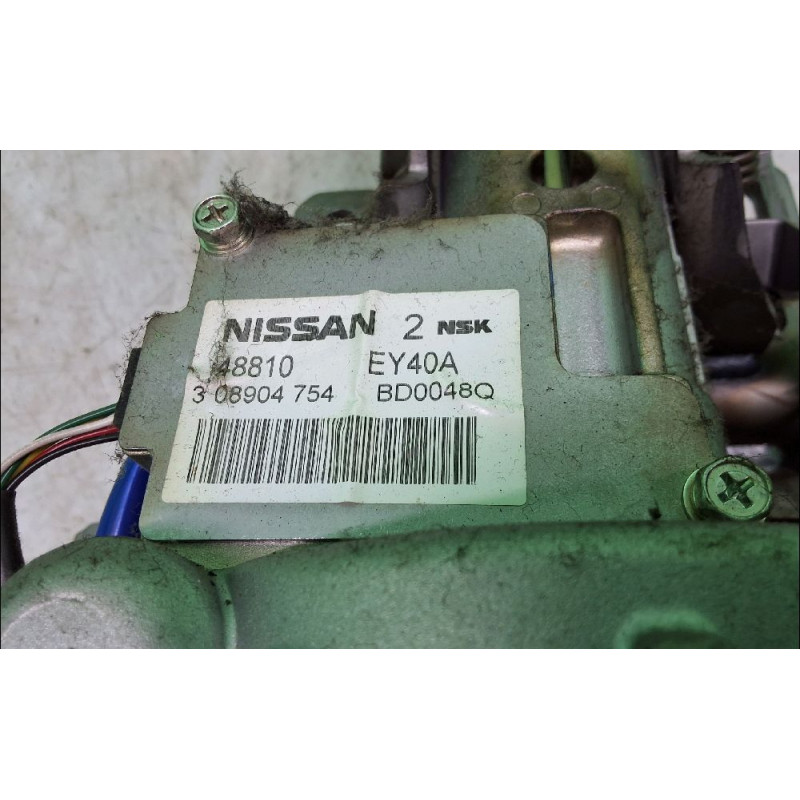 NISSAN 2 NSK
48810 EY40A
3 08904 754 BD0048Q